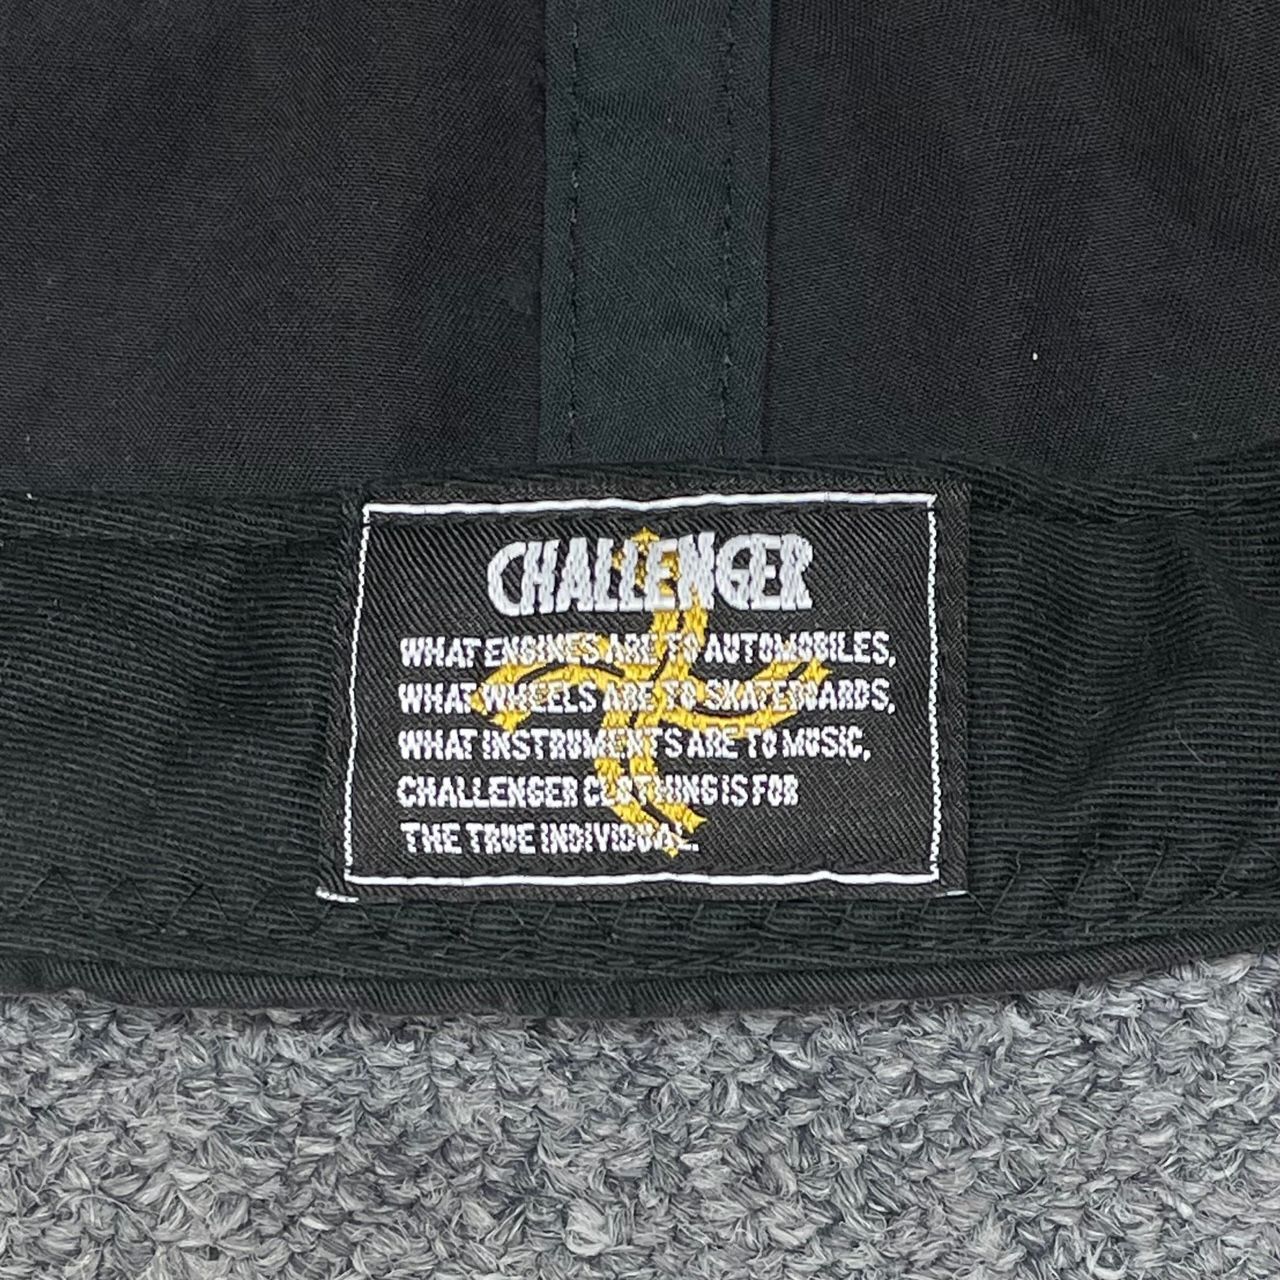 CHALLENGER
WHAT ENGINES ARE TO AUTOMOBILES,
WHAT WHEELS ARE TO SKATEBOARDS,
WHAT INSTRUMENTS ARE TO MUSIC,
CHALLENGER CLOTHING IS FOR
THE TRUE INDIVIDUAL.